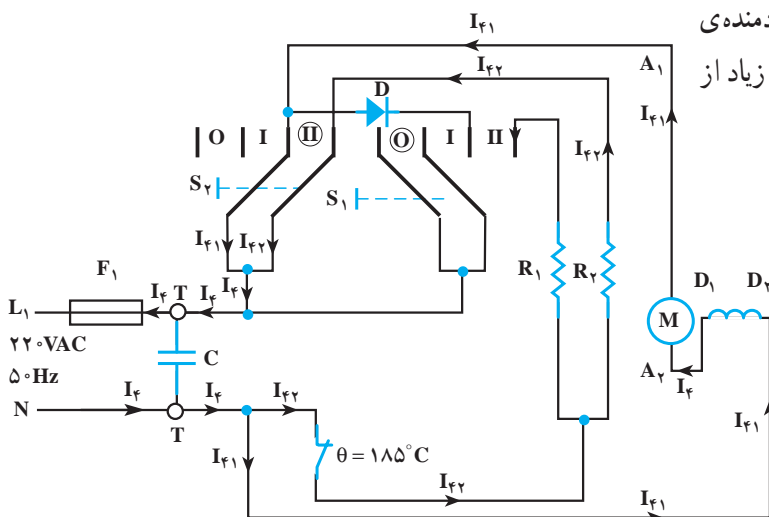 دمنده‌ی
زیاد از
I۴۱
A۱
I۴۲
D
I۴۱
O I II O I II
I۴۲
S۲
S۱
I۴۱ I۴۲
R۱ R۲
F۱
I۴
D۱ D۲
L۱
I۴ T I۴
M
۲۲۰VAC
C
۵۰Hz
A۲
I۴
N
I۴ I۴ I۴۲
T
I۴۱
I۴۱
θ = ۱۸۵°C
I۴۲
I۴۱